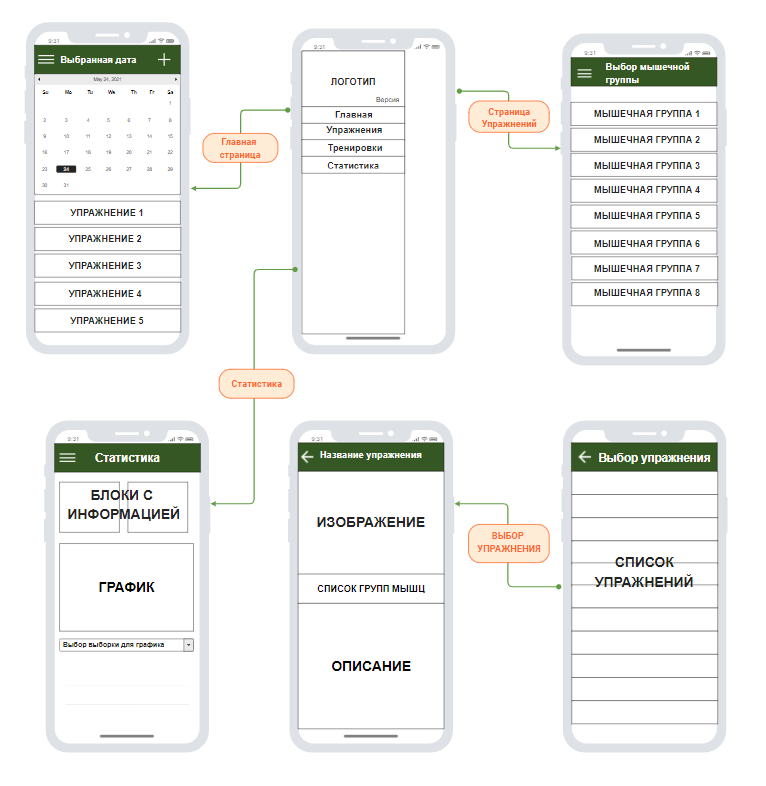 9:31
Выбранная дата
May 24, 2021
Su Mo Tu We Th Fr Sa
1
2 3 4 5 6 7 8
9 10 11 12 13 14 15
16 17 18 19 20 21 22
23 24 25 26 27 28 29
30 31
УПРАЖНЕНИЕ 1
УПРАЖНЕНИЕ 2
УПРАЖНЕНИЕ 3
УПРАЖНЕНИЕ 4
УПРАЖНЕНИЕ 5
Главная
страница
9:31
ЛОГОТИП
Версия
Главная
Упражнения
Тренировки
Статистика
Страница
Упражнений
9:31
Выбор мышечной
группы
МЫШЕЧНАЯ ГРУППА 1
МЫШЕЧНАЯ ГРУППА 2
МЫШЕЧНАЯ ГРУППА 3
МЫШЕЧНАЯ ГРУППА 4
МЫШЕЧНАЯ ГРУППА 5
МЫШЕЧНАЯ ГРУППА 6
МЫШЕЧНАЯ ГРУППА 7
МЫШЕЧНАЯ ГРУППА 8
Статистика
9:31
Статистика
БЛОКИ С
ИНФОРМАЦИЕЙ
ГРАФИК
Выбор выборки для графика
9:31
Название упражнения
ИЗОБРАЖЕНИЕ
СПИСОК ГРУПП МЫШЦ
ОПИСАНИЕ
ВЫБОР
УПРАЖНЕНИЯ
9:31
Выбор упражнения
СПИСОК
УПРАЖНЕНИЙ